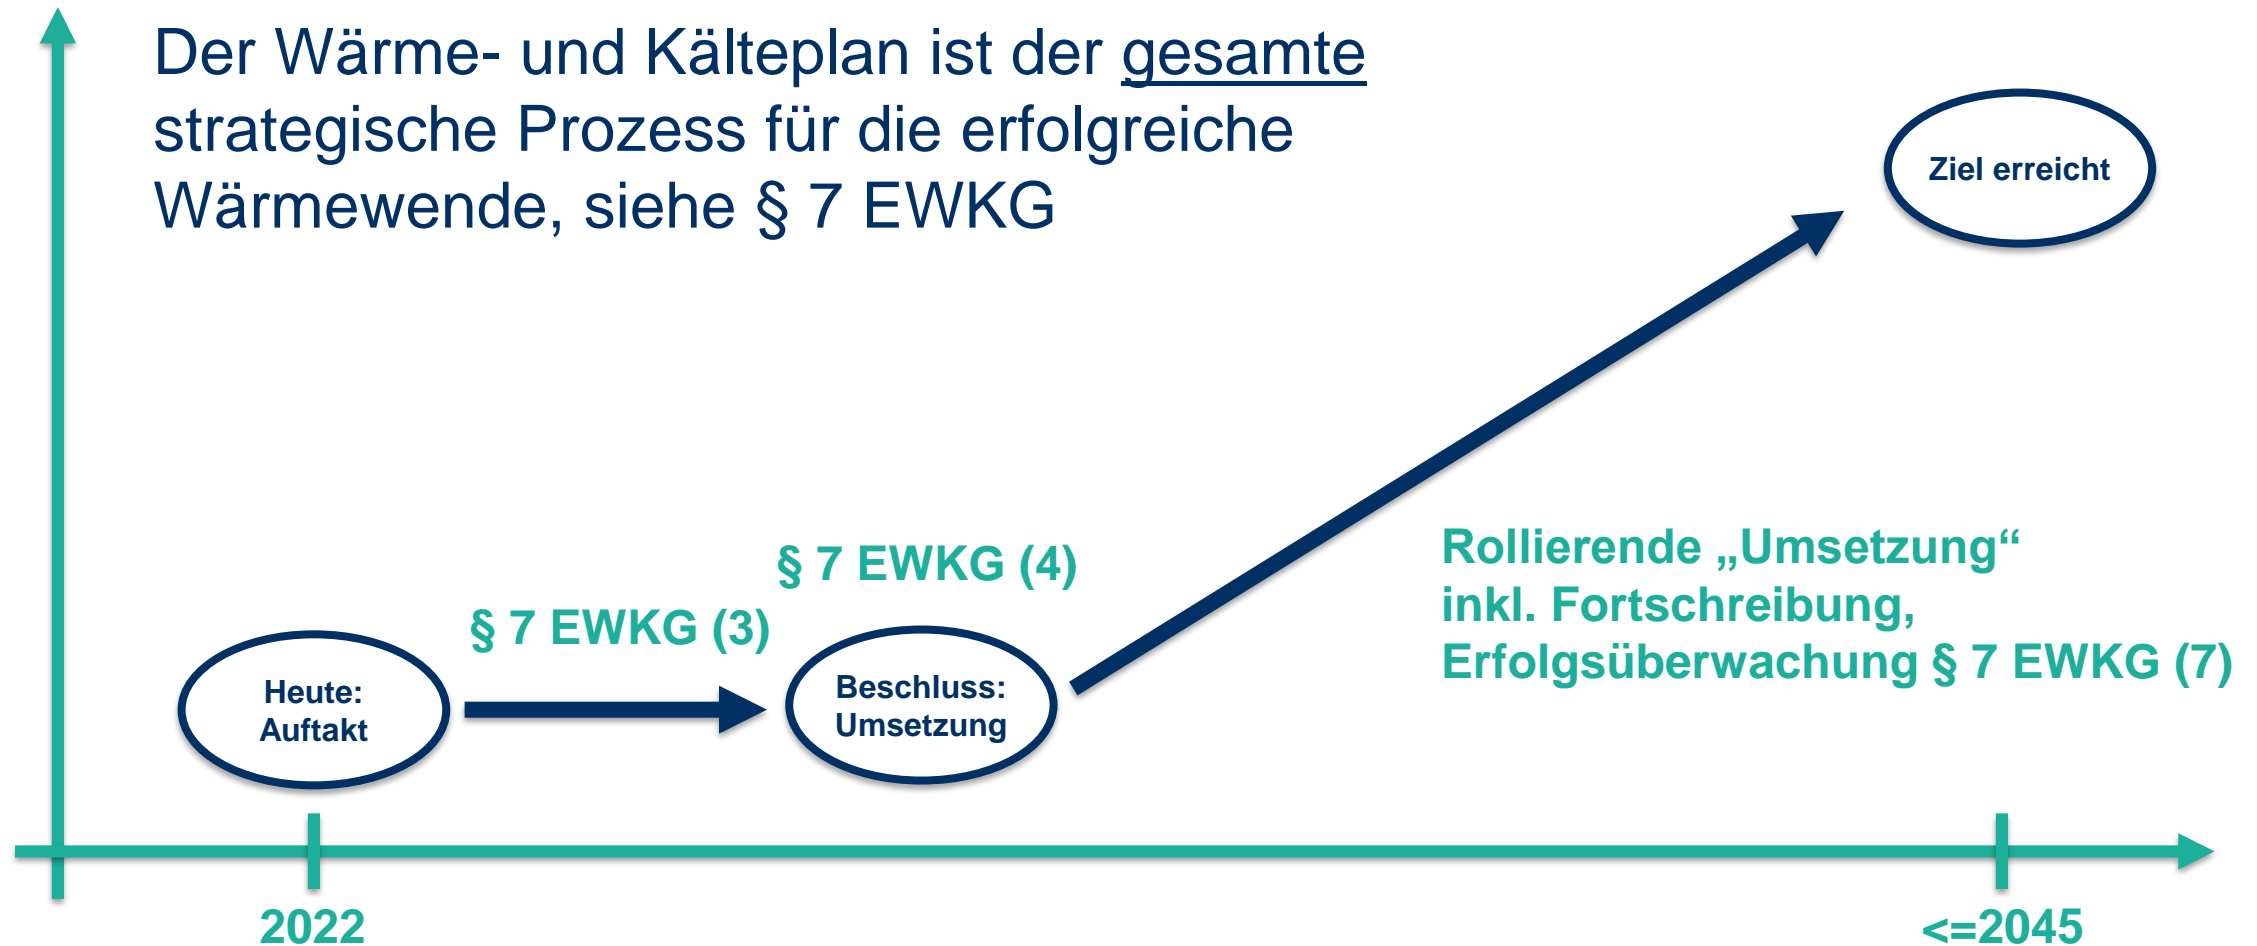 Der Wärme- und Kälteplan ist der gesamte
strategische Prozess für die erfolgreiche
Wärmewende, siehe § 7 EWKG
Ziel erreicht
§ 7 EWKG (4)
§ 7 EWKG (3)
Rollierende „Umsetzung“
inkl. Fortschreibung,
Erfolgsüberwachung § 7 EWKG (7)
Heute:
Auftakt
Beschluss:
Umsetzung
2022
<=2045